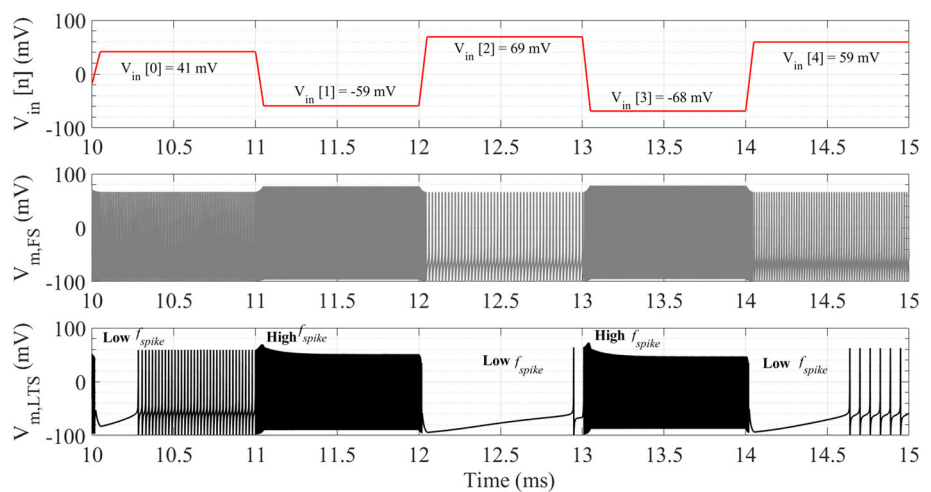 100
0
-100
V_in [n] (mV)
V_in [0] = 41 mV
V_in [1] = -59 mV
V_in [2] = 69 mV
V_in [3] = -68 mV
V_in [4] = 59 mV
10 10.5 11 11.5 12 12.5 13 13.5 14 14.5 15
100
0
-100
V_m,FS (mV)
10 10.5 11 11.5 12 12.5 13 13.5 14 14.5 15
100
0
-100
V_m,LTS (mV)
Low f_spike
High f_spike
Low f_spike
High f_spike
Low f_spike
10 10.5 11 11.5 12 12.5 13 13.5 14 14.5 15
Time (ms)